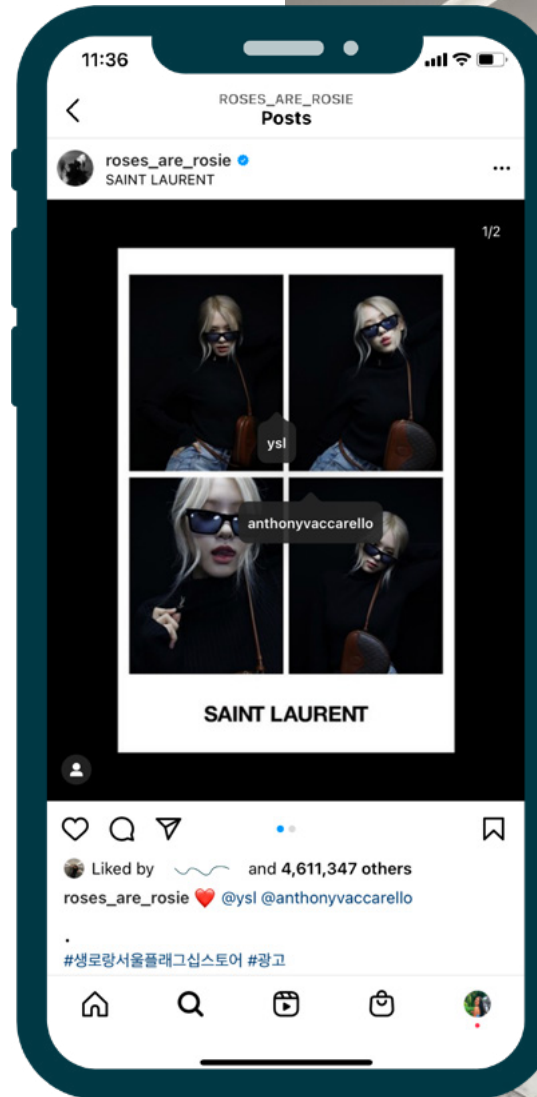 11:36
ROSES_ARE_ROSIE
Posts
roses_are_rosie
SAINT LAURENT
1/2
ysl
anthonyvaccarello
SAINT LAURENT
Liked by and 4,611,347 others
roses_are_rosie ❤️ @ysl @anthonyvaccarello
.
#생로랑서울플래그십스토어 #광고